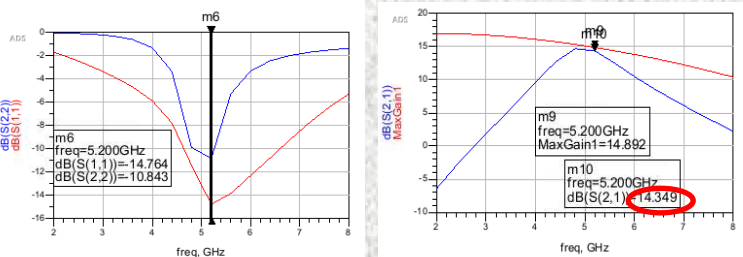 m6
ADS
0
-2
-4
-6
-8
-10
-12
-14
-16
dB(S(2,2))
dB(S(1,1))
m6
freq=5.200GHz
dB(S(1,1))=-14.764
dB(S(2,2))=-10.843
2 3 4 5 6 7 8
freq, GHz
ADS
m9
m10
20
15
10
5
0
-5
-10
dB(S(2,1))
MaxGain1
m9
freq=5.200GHz
MaxGain1=14.892
m10
freq=5.200GHz
dB(S(2,1))=14.349
2 3 4 5 6 7 8
freq, GHz